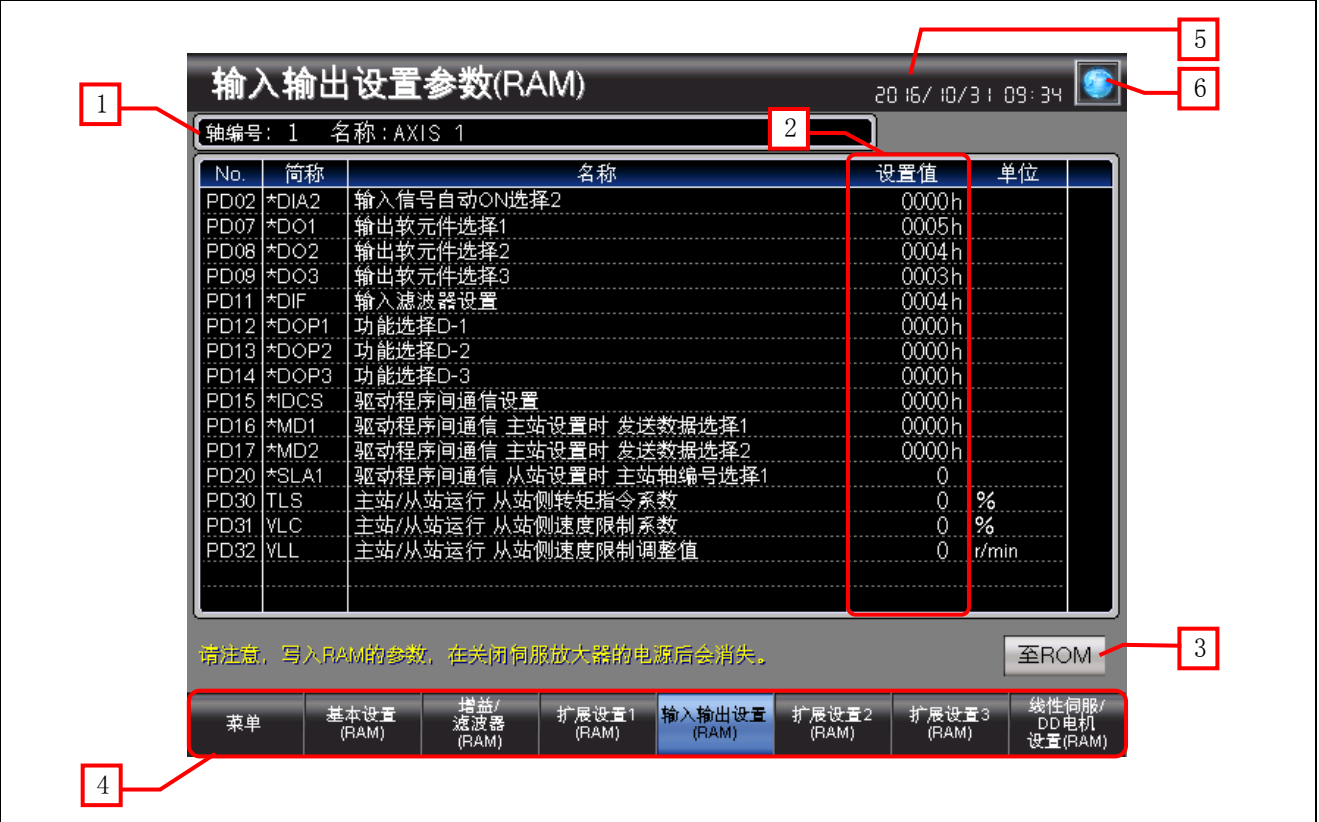 5
输入输出设置参数(RAM)
2016/10/31 09:34
6
1
轴编号: 1 名称:AXIS 1
2
No. 简称 名称 设置值 单位
PD02 *DIA2 输入信号自动ON选择2 0000h
PD07 *DO1 输出软元件选择1 0005h
PD08 *DO2 输出软元件选择2 0004h
PD09 *DO3 输出软元件选择3 0003h
PD11 *DIF 输入滤波器设置 0004h
PD12 *DOP1 功能选择D-1 0000h
PD13 *DOP2 功能选择D-2 0000h
PD14 *DOP3 功能选择D-3 0000h
PD15 *IDCS 驱动程序间通信设置 0000h
PD16 *MD1 驱动程序间通信 主站设置时 发送数据选择1 0000h
PD17 *MD2 驱动程序间通信 主站设置时 发送数据选择2 0000h
PD20 *SLA1 驱动程序间通信 从站设置时 主站轴编号选择1 0
PD30 TLS 主站/从站运行 从站侧转矩指令系数 0 %
PD31 VLC 主站/从站运行 从站侧速度限制系数 0 %
PD32 VLL 主站/从站运行 从站侧速度限制调整值 0 r/min
请注意，写入RAM的参数，在关闭伺服放大器的电源后会消失。
至ROM
3
菜单
基本设置
(RAM)
增益/
滤波器
(RAM)
扩展设置1
(RAM)
输入输出设置
(RAM)
扩展设置2
(RAM)
扩展设置3
(RAM)
线性伺服/
DD电机
设置(RAM)
4